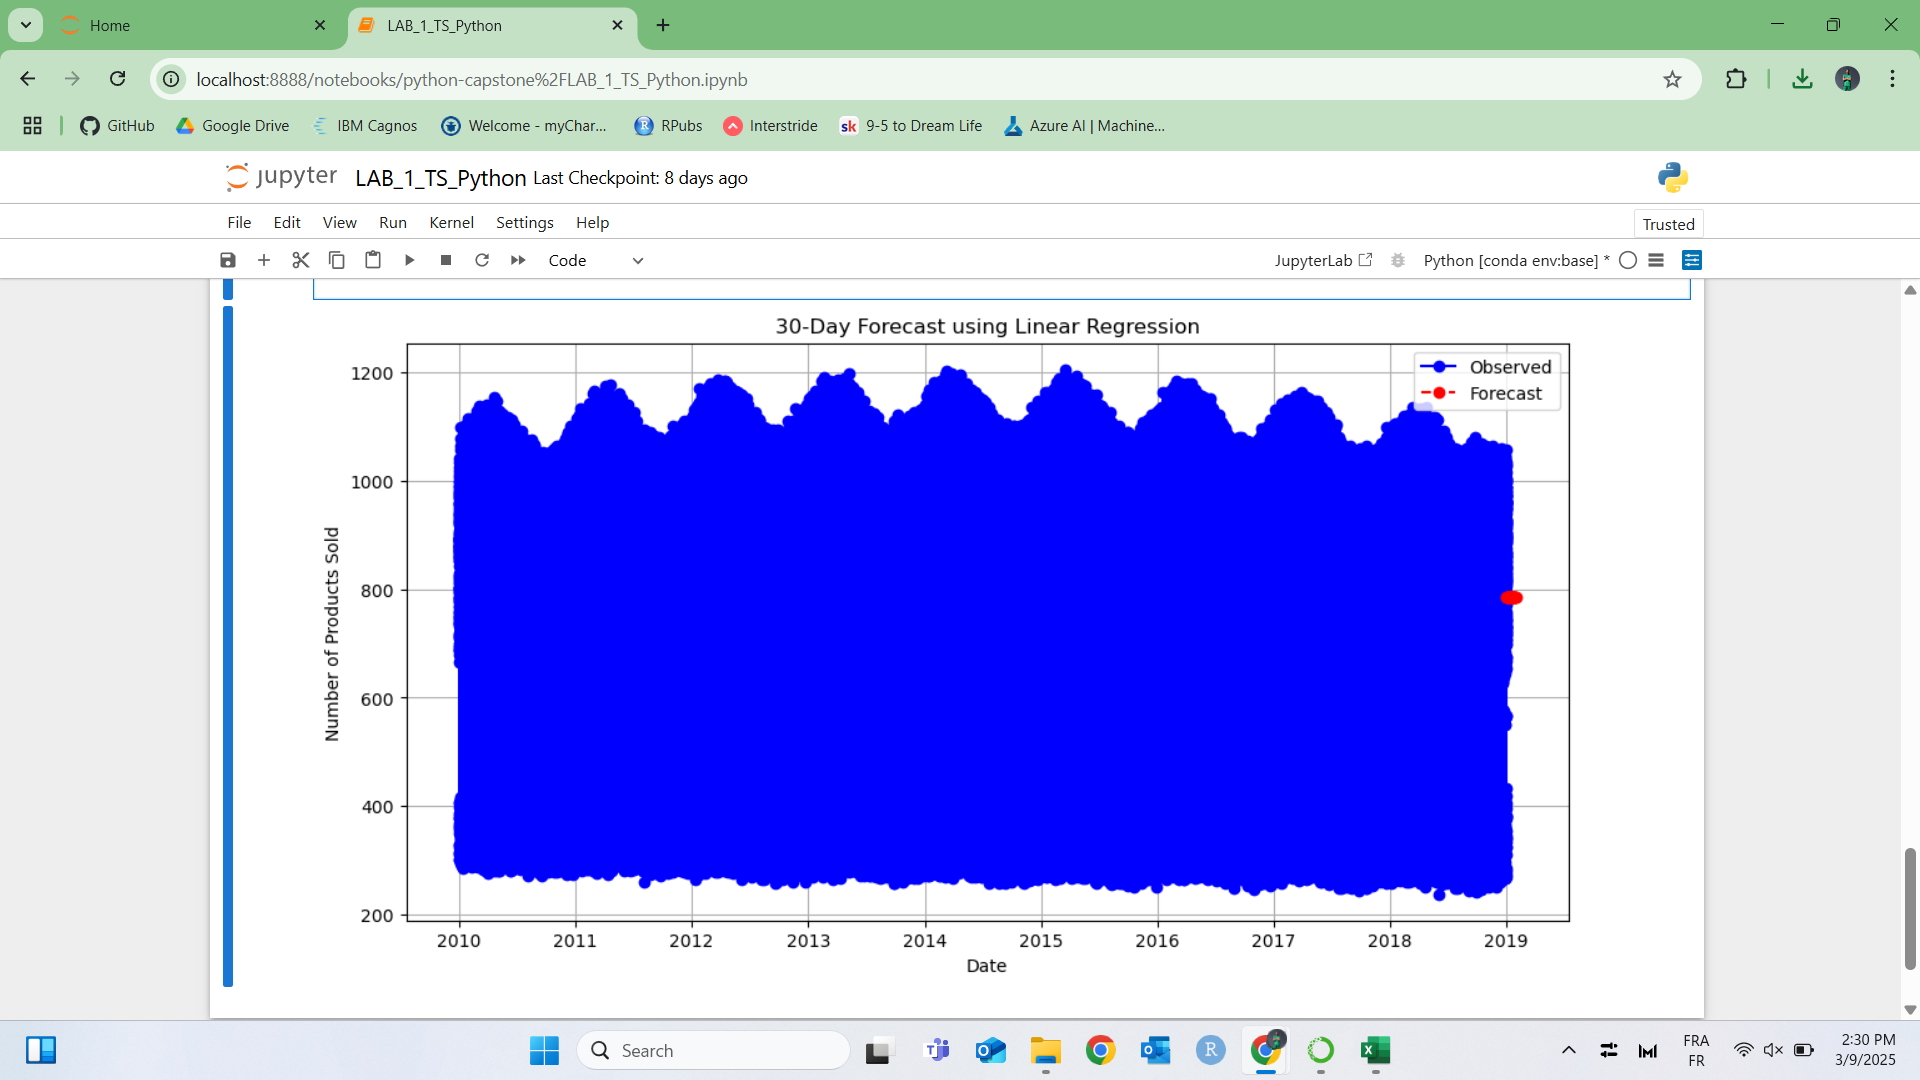 Home
LAB_1_TS_Python
localhost:8888/notebooks/python-capstone%2FLAB_1_TS_Python.ipynb
GitHub
Google Drive
IBM Cagnos
Welcome - myChar...
RPubs
Interstride
sk 9-5 to Dream Life
Azure AI | Machine...
jupyter LAB_1_TS_Python Last Checkpoint: 8 days ago
File Edit View Run Kernel Settings Help
Trusted
Code
JupyterLab
Python [conda env:base] *
30-Day Forecast using Linear Regression
Observed
Forecast
1200
1000
800
600
400
200
Number of Products Sold
2010 2011 2012 2013 2014 2015 2016 2017 2018 2019
Date
Search
FRA
FR
2:30 PM
3/9/2025